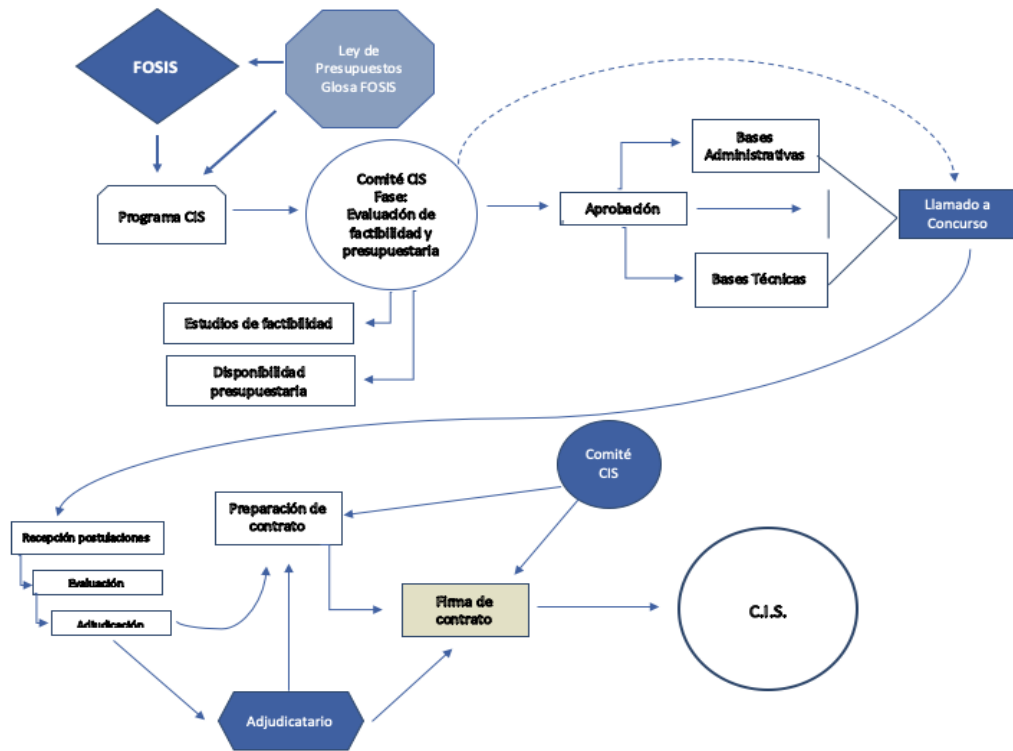 FOSIS
Ley de
Presupuestos
Glosa FOSIS
Programa CIS
Comité CIS
Fase:
Evaluación de
factibilidad y
presupuestaria
Aprobación
Bases
Administrativas
Bases Técnicas
Llamado a
Concurso
Estudios de factibilidad
Disponibilidad
presupuestaria
Comité
CIS
Preparación de
contrato
Recepción postulaciones
Evaluación
Adjudicación
Firma de
contrato
C.I.S.
Adjudicatario